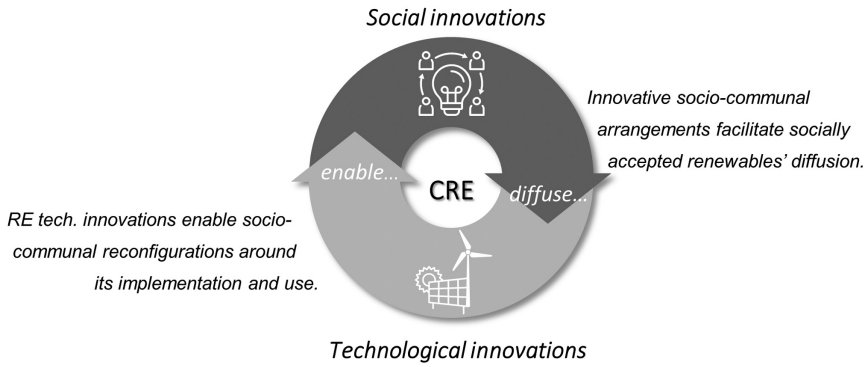 Social innovations
Innovative socio-communal
arrangements facilitate socially
accepted renewables’ diffusion.
enable...
CRE
diffuse...
RE tech. innovations enable socio-
communal reconfigurations around
its implementation and use.
Technological innovations